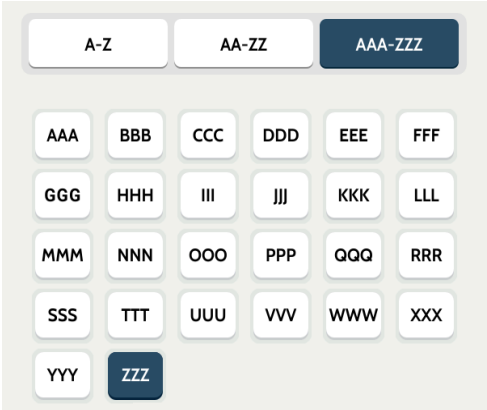 A-Z AA-ZZ AAA-ZZZ
AAA BBB CCC DDD EEE FFF
GGG HHH III JJJ KKK LLL
MMM NNN OOO PPP QQQ RRR
SSS TTT UUU VVV WWW XXX
YYY ZZZ